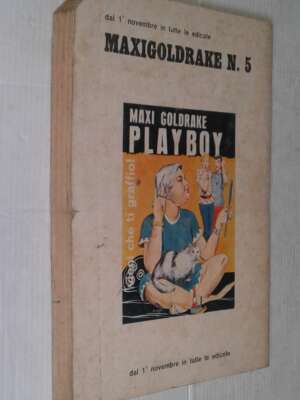 dal 1° novembre in tutte le edicole
MAXIGOLDRAKE N. 5
MAXI GOLDRAKE
PLAYBOY
che ti graffio!
dal 1° novembre in tutte le edicole